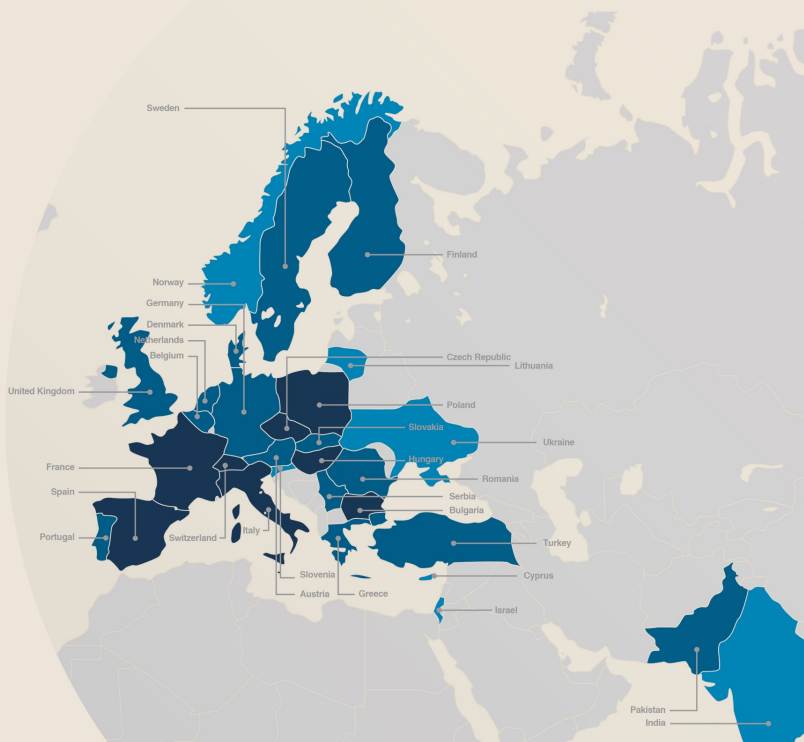 Sweden
Finland
Norway
Germany
Denmark
Netherlands
Belgium
Czech Republic
Lithuania
United Kingdom
Poland
Slovakia
Ukraine
Hungary
France
Romania
Spain
Serbia
Bulgaria
Portugal
Switzerland
Italy
Turkey
Slovenia
Cyprus
Austria
Greece
Israel
Pakistan
India